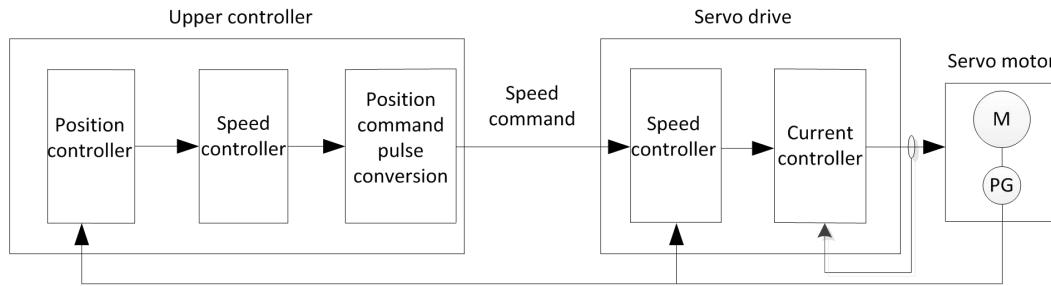 Upper controller
Servo drive
Servo motor
Position
controller
Speed
controller
Position
command
pulse
conversion
Speed
command
Speed
controller
Current
controller
M
PG